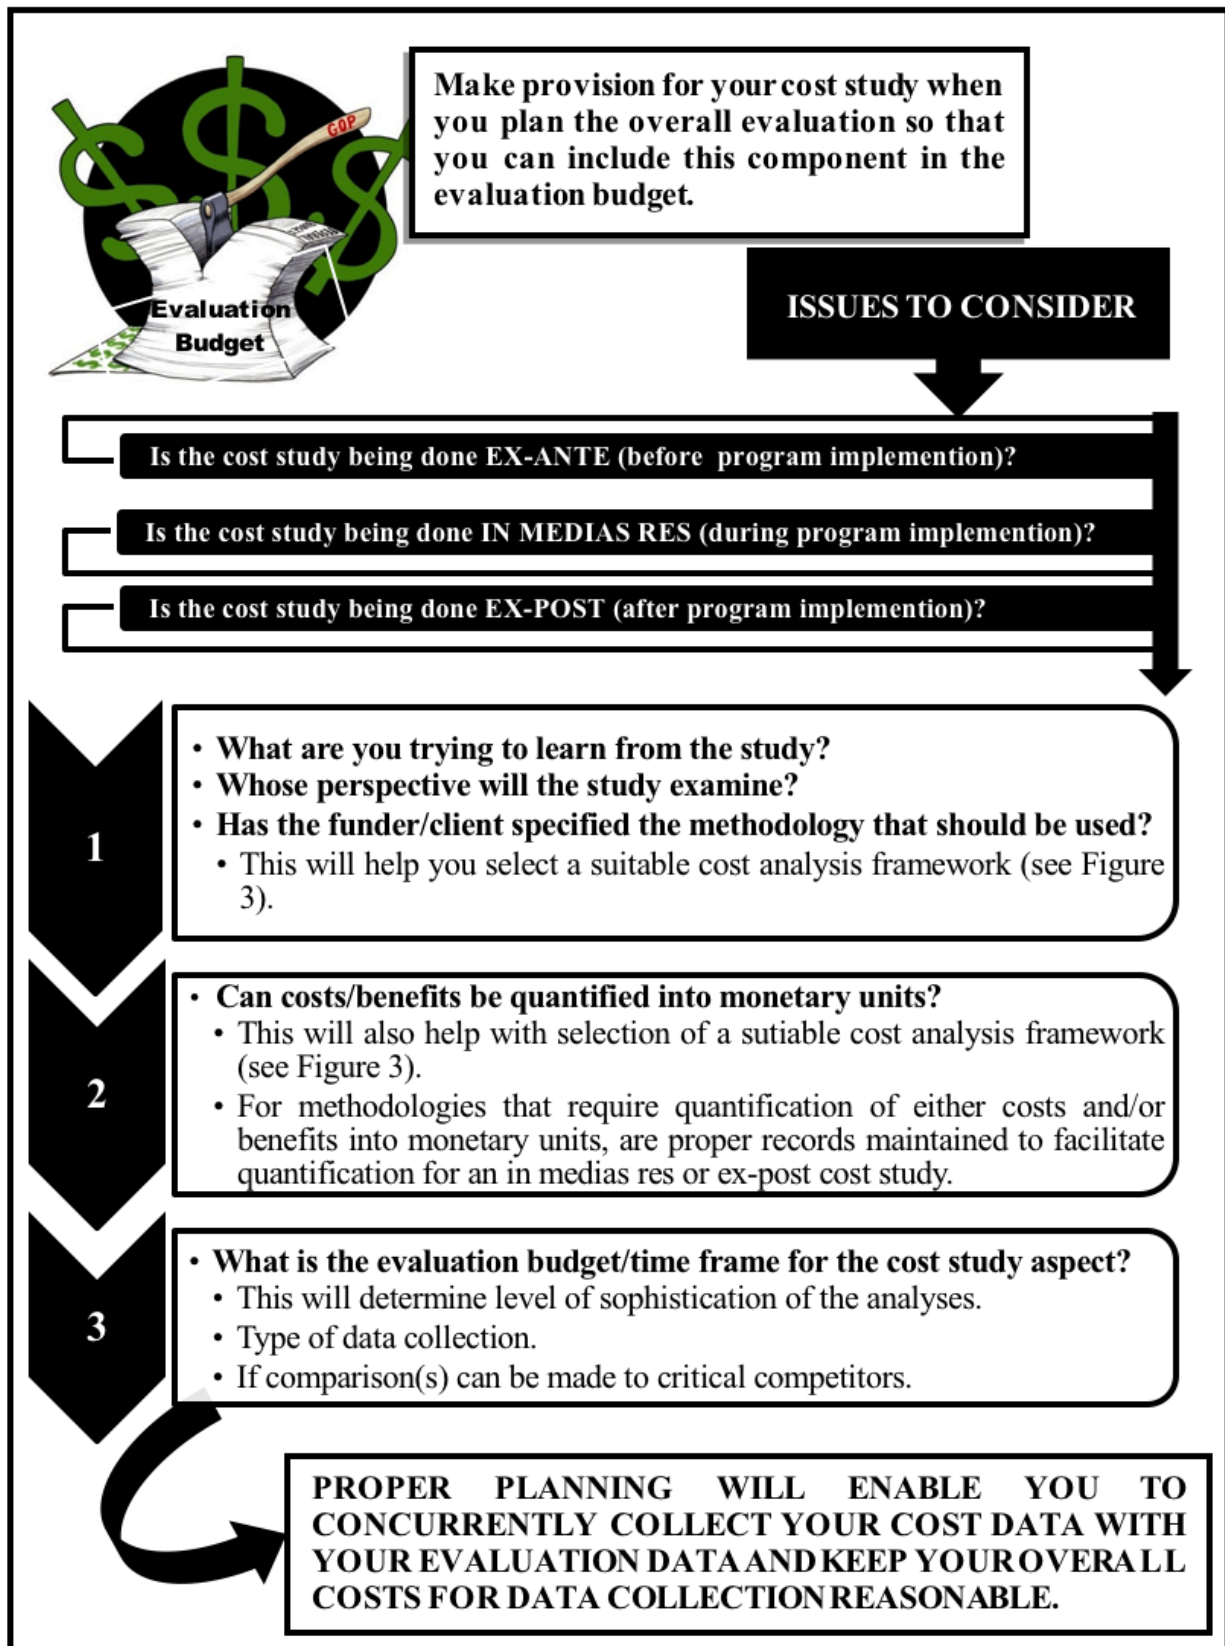 Make provision for your cost study when
you plan the overall evaluation so that
you can include this component in the
evaluation budget.
GOP
Evaluation
Budget
ISSUES TO CONSIDER
Is the cost study being done EX-ANTE (before program implemention)?
Is the cost study being done IN MEDIAS RES (during program implemention)?
Is the cost study being done EX-POST (after program implemention)?
1
• What are you trying to learn from the study?
• Whose perspective will the study examine?
• Has the funder/client specified the methodology that should be used?
• This will help you select a suitable cost analysis framework (see Figure
3).
2
• Can costs/benefits be quantified into monetary units?
• This will also help with selection of a sutiable cost analysis framework
(see Figure 3).
• For methodologies that require quantification of either costs and/or
benefits into monetary units, are proper records maintained to facilitate
quantification for an in medias res or ex-post cost study.
3
• What is the evaluation budget/time frame for the cost study aspect?
• This will determine level of sophistication of the analyses.
• Type of data collection.
• If comparison(s) can be made to critical competitors.
PROPER PLANNING WILL ENABLE YOU TO
CONCURRENTLY COLLECT YOUR COST DATA WITH
YOUR EVALUATION DATA AND KEEP YOUR OVERALL
COSTS FOR DATA COLLECTION REASONABLE.